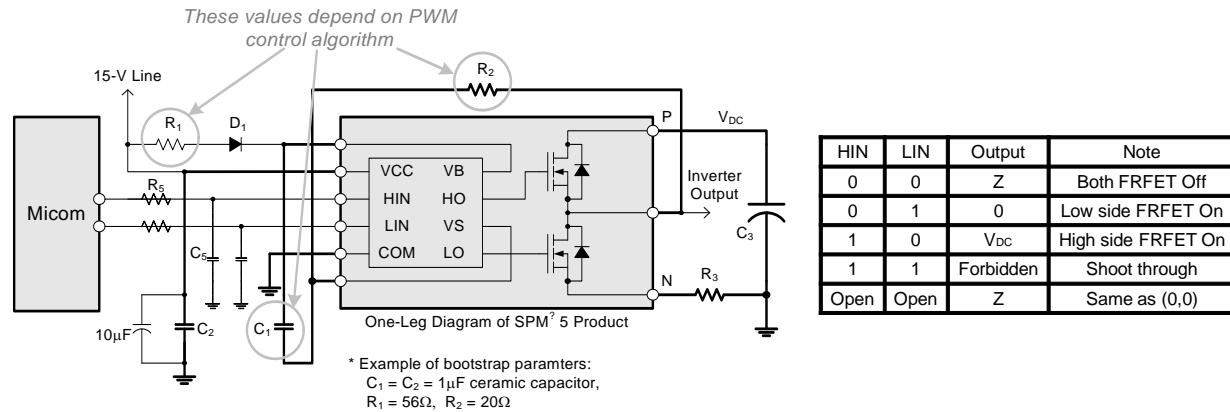 These values depend on PWM
control algorithm
15-V Line
R1
D1
R2
P
VDC
Micom
R5
C5
VCC
VB
HIN
HO
LIN
VS
COM
LO
Inverter
Output
C3
N
R3
10μF
C2
C1
One-Leg Diagram of SPM? 5 Product
* Example of bootstrap paramters:
C1 = C2 = 1μF ceramic capacitor,
R1 = 56Ω, R2 = 20Ω
HIN LIN Output Note
0 0 Z Both FRFET Off
0 1 0 Low side FRFET On
1 0 VDC High side FRFET On
1 1 Forbidden Shoot through
Open Open Z Same as (0,0)